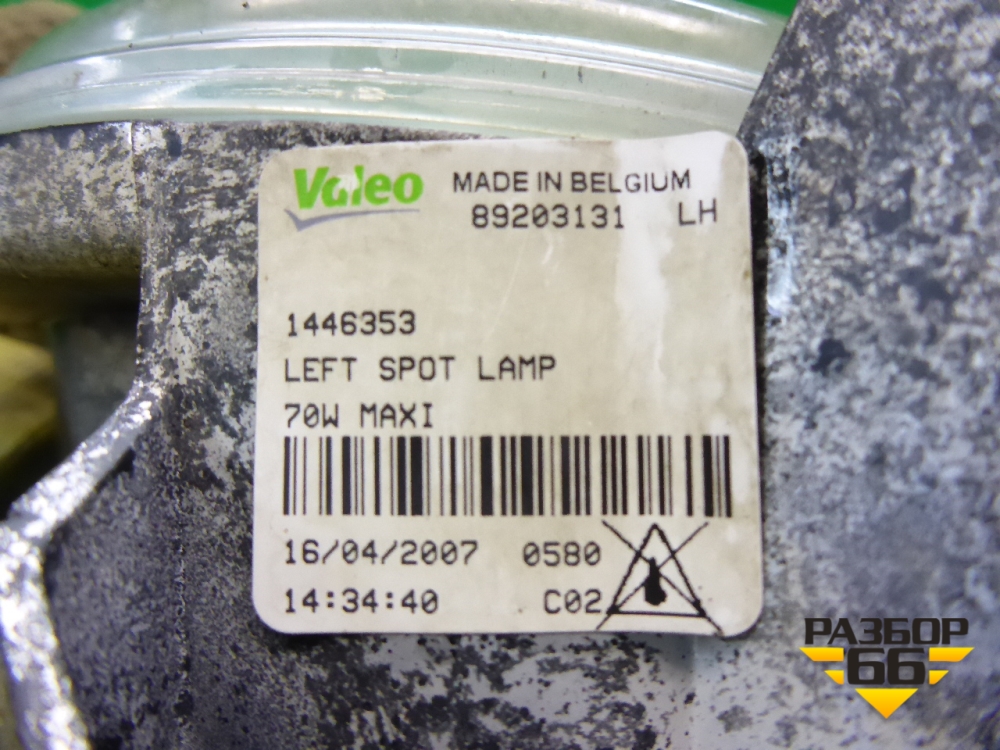 Valeo MADE IN BELGIUM
89203131 LH
1446353
LEFT SPOT LAMP
70W MAXI
16/04/2007 0580
14:34:40 C02
РАЗБОР
66